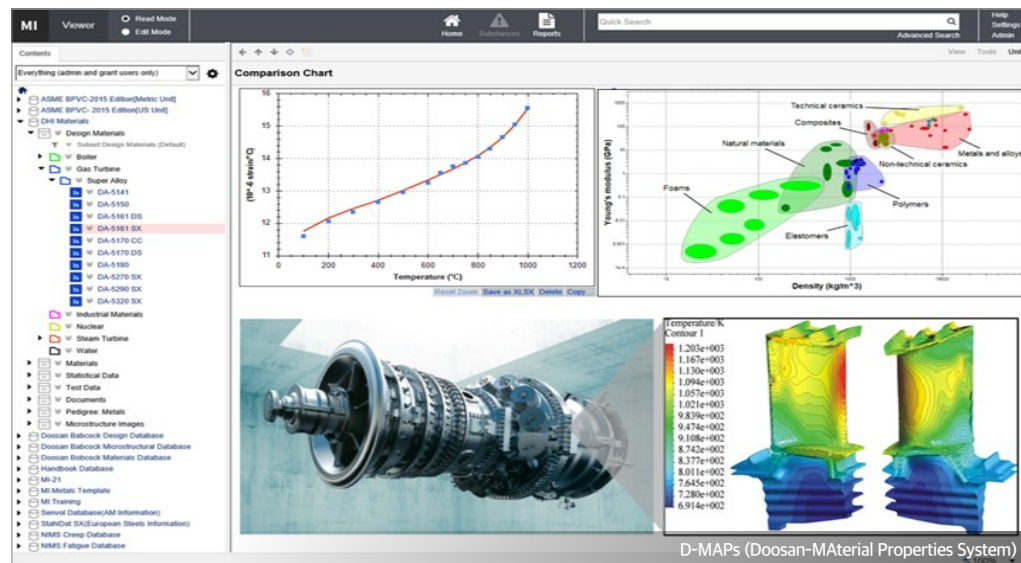 MI
Viewer
Read Mode
Edit Mode
Home
Substances
Reports
Quick Search
Advanced Search
Help
Settings
Admin
Contents
View
Tools
Everything (admin and grant users only)
Comparison Chart
ASME BPVC-2015 Edition[Metric Unit]
ASME BPVC- 2015 Edition[US Unit]
DHI Materials
Design Materials
Subset Design Materials (Default)
Boiler
Gas Turbine
Super Alloy
DA-5141
DA-5150
DA-5161 DS
DA-5161 SX
DA-5170 CC
DA-5170 DS
DA-5180
DA-5270 SX
DA-5290 SX
DA-5320 SX
Industrial Materials
Nuclear
Steam Turbine
Water
Materials
Statistical Data
Test Data
Documents
Pedigree: Metals
Microstructure Images
Doosan Babcock Design Database
Doosan Babcock Microstructural Database
Doosan Bobcock Materials Database
Handbook Database
MI-21
MI:Metals Template
MI:Training
Senvol Database(AM Information)
StahlDat SX(European Steels Information)
NIMS Creep Database
NIMS Fatigue Database
16
15
14
13
12
11
(10^ -6 strain/°C)
0 200 400 600 800 1000 1200
Temperature (°C)
Reset Zoom Save as XLSX Delete Copy...
Technical ceramics
Composites
Natural materials
Metals and alloys
Non-technical ceramics
Foams
Polymers
Elastomers
Young's modulus (GPa)
Density (kg/m^3)
Temperature/K
Contour 1
1.203e+003
1.167e+003
1.130e+003
1.094e+003
1.057e+003
1.021e+003
9.839e+002
9.474e+002
9.108e+002
8.742e+002
8.377e+002
8.011e+002
7.645e+002
7.280e+002
6.914e+002
D-MAPs (Doosan-MAterial Properties System)